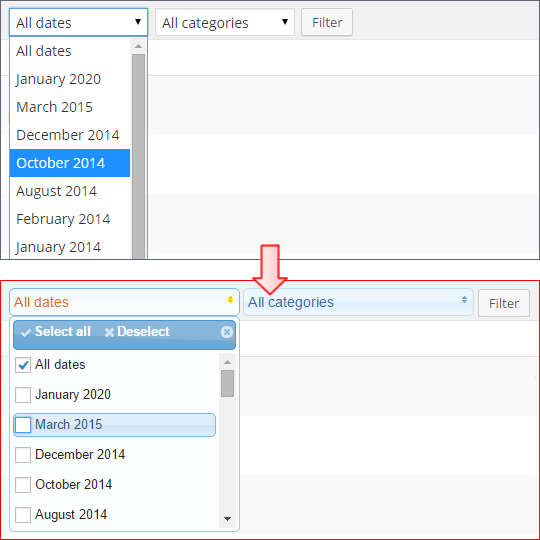 All dates All categories Filter
All dates
January 2020
March 2015
December 2014
October 2014
August 2014
February 2014
January 2014
All dates All categories Filter
Select all Deselect
All dates
January 2020
March 2015
December 2014
October 2014
August 2014